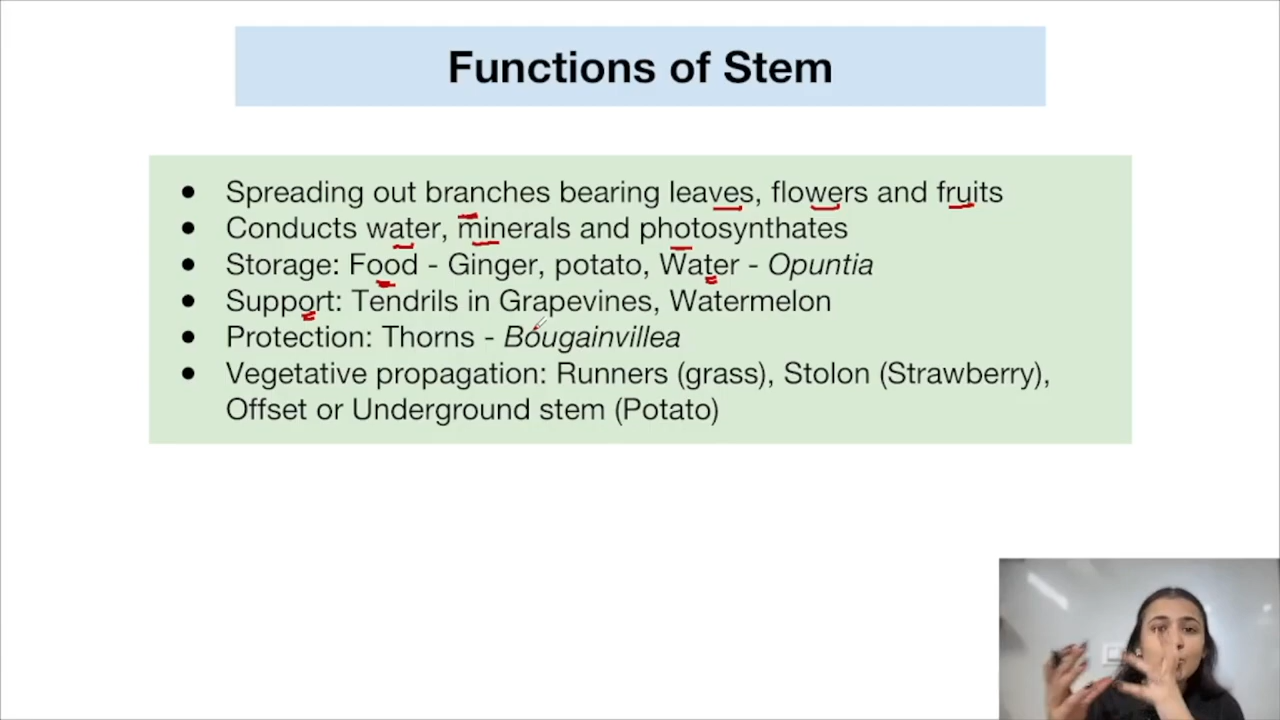 Functions of Stem
● Spreading out branches bearing leaves, flowers and fruits
● Conducts water, minerals and photosynthates
● Storage: Food - Ginger, potato, Water - Opuntia
● Support: Tendrils in Grapevines, Watermelon
● Protection: Thorns - Bougainvillea
● Vegetative propagation: Runners (grass), Stolon (Strawberry),
Offset or Underground stem (Potato)